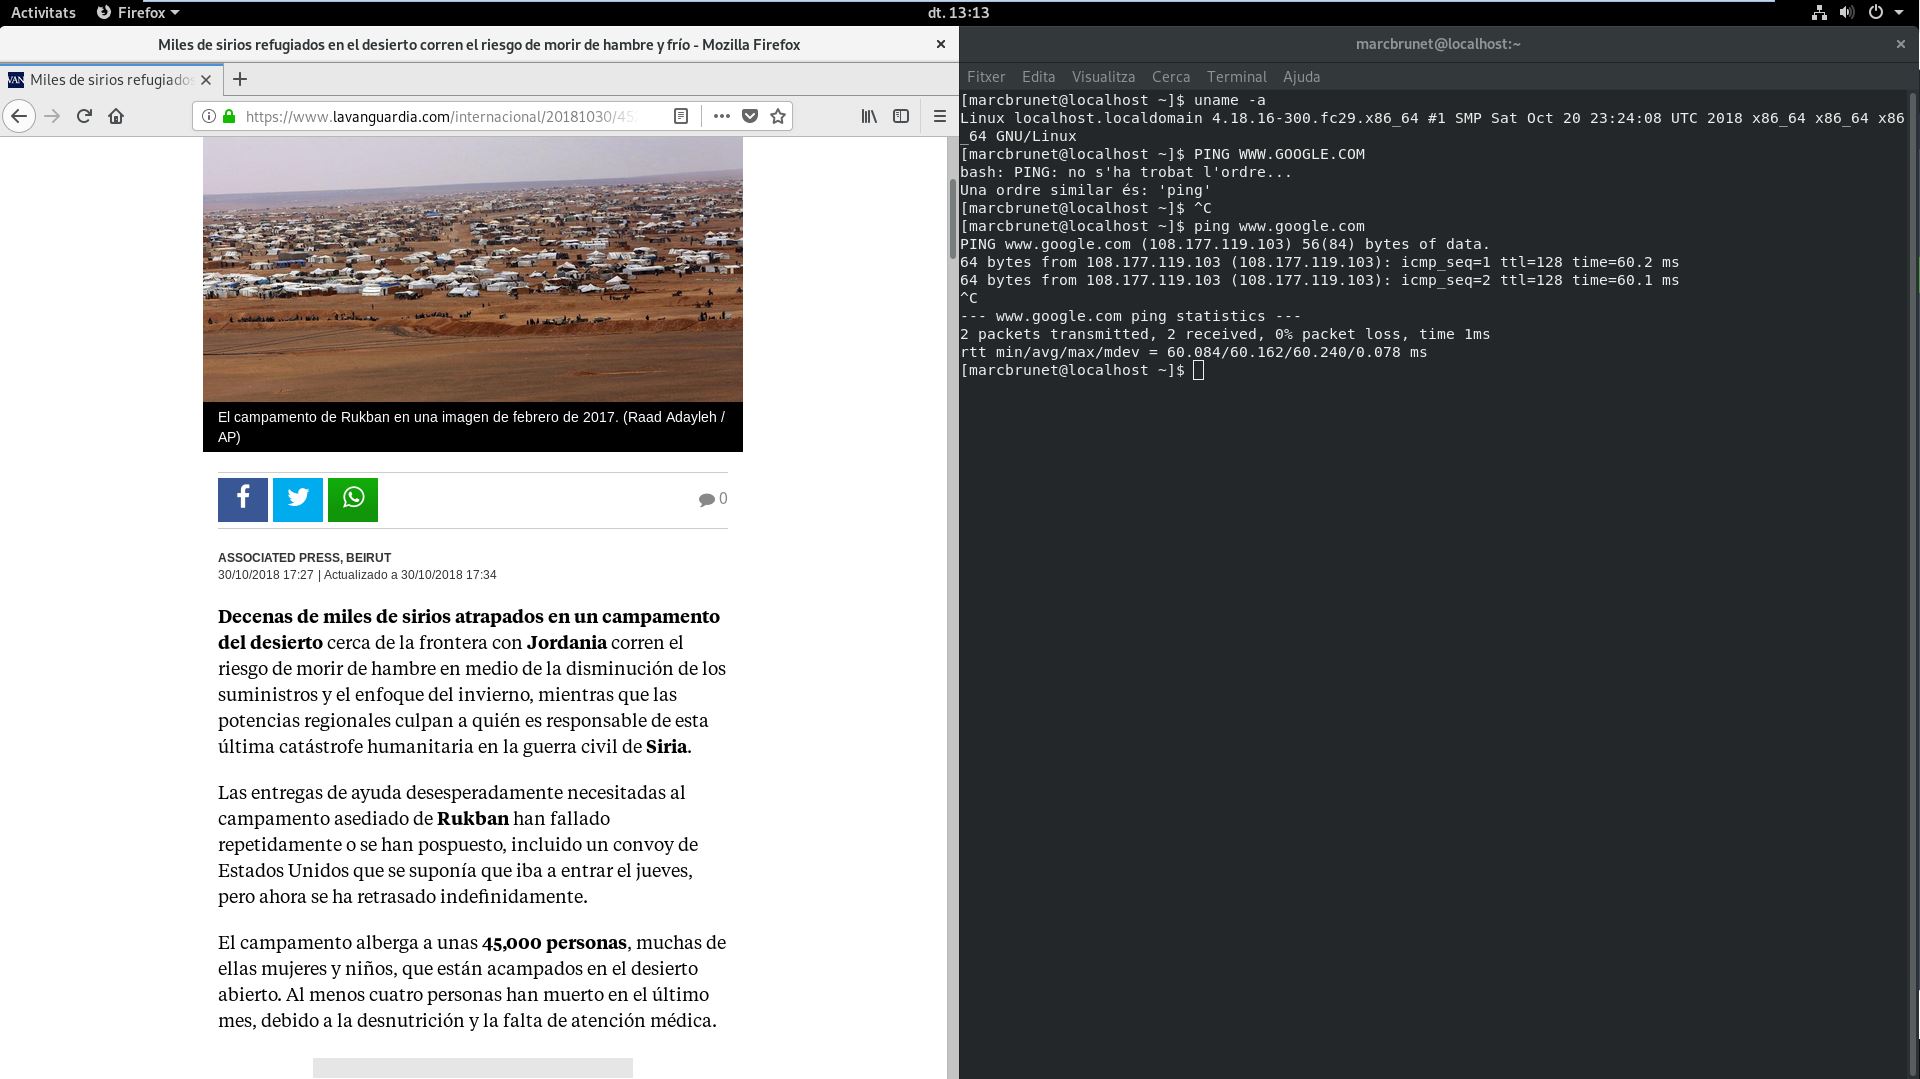 Activitats
Firefox
dt. 13:13
Miles de sirios refugiados en el desierto corren el riesgo de morir de hambre y frío - Mozilla Firefox
VAN
Miles de sirios refugiados
https://www.lavanguardia.com/internacional/20181030/45
El campamento de Rukban en una imagen de febrero de 2017. (Raad Adayleh /
AP)
0
ASSOCIATED PRESS, BEIRUT
30/10/2018 17:27 | Actualizado a 30/10/2018 17:34
Decenas de miles de sirios atrapados en un campamento
del desierto cerca de la frontera con Jordania corren el
riesgo de morir de hambre en medio de la disminución de los
suministros y el enfoque del invierno, mientras que las
potencias regionales culpan a quién es responsable de esta
última catástrofe humanitaria en la guerra civil de Siria.
Las entregas de ayuda desesperadamente necesitadas al
campamento asediado de Rukban han fallado
repetidamente o se han pospuesto, incluido un convoy de
Estados Unidos que se suponía que iba a entrar el jueves,
pero ahora se ha retrasado indefinidamente.
El campamento alberga a unas 45,000 personas, muchas de
ellas mujeres y niños, que están acampados en el desierto
abierto. Al menos cuatro personas han muerto en el último
mes, debido a la desnutrición y la falta de atención médica.
marcbrunet@localhost:~
Fitxer Edita Visualitza Cerca Terminal Ajuda
[marcbrunet@localhost ~]$ uname -a
Linux localhost.localdomain 4.18.16-300.fc29.x86_64 #1 SMP Sat Oct 20 23:24:08 UTC 2018 x86_64 x86_64 x86
_64 GNU/Linux
[marcbrunet@localhost ~]$ PING WWW.GOOGLE.COM
bash: PING: no s'ha trobat l'ordre...
Una ordre similar és: 'ping'
[marcbrunet@localhost ~]$ ^C
[marcbrunet@localhost ~]$ ping www.google.com
PING www.google.com (108.177.119.103) 56(84) bytes of data.
64 bytes from 108.177.119.103 (108.177.119.103): icmp_seq=1 ttl=128 time=60.2 ms
64 bytes from 108.177.119.103 (108.177.119.103): icmp_seq=2 ttl=128 time=60.1 ms
^C
--- www.google.com ping statistics ---
2 packets transmitted, 2 received, 0% packet loss, time 1ms
rtt min/avg/max/mdev = 60.084/60.162/60.240/0.078 ms
[marcbrunet@localhost ~]$